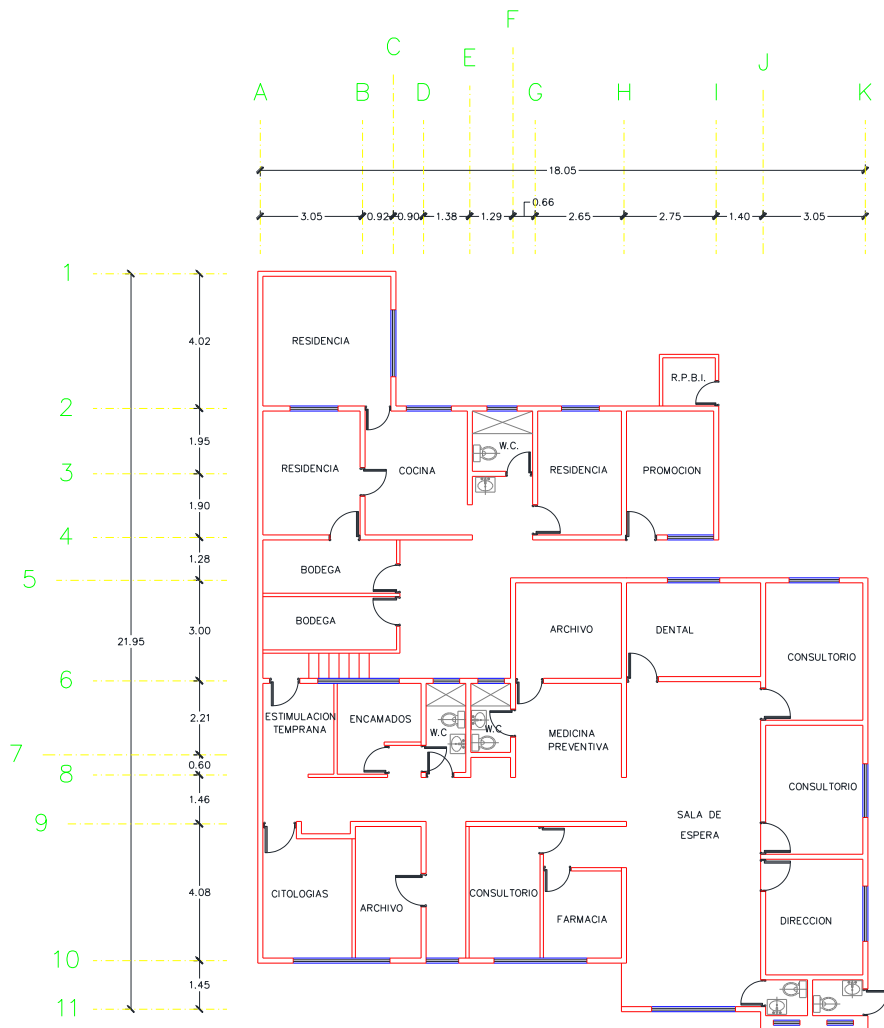 F
C
J
E
A
B
D
G
H
I
K
18.05
0.66
3.05
0.92
0.90
1.38
1.29
2.65
2.75
1.40
3.05
1
2
3
4
5
6
7
8
9
10
11
21.95
4.02
1.95
1.90
1.28
3.00
2.21
0.60
1.46
4.08
1.45
RESIDENCIA
R.P.B.I.
W.C.
RESIDENCIA
COCINA
RESIDENCIA
PROMOCION
BODEGA
BODEGA
ARCHIVO
DENTAL
CONSULTORIO
ESTIMULACION
TEMPRANA
ENCAMADOS
W.C
W.C.
MEDICINA
PREVENTIVA
CONSULTORIO
SALA DE
ESPERA
CITOLOGIAS
ARCHIVO
CONSULTORIO
FARMACIA
DIRECCION